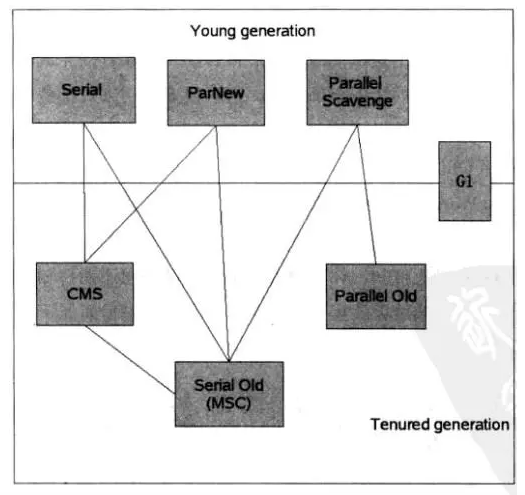 Young generation
Serial
ParNew
Parallel
Scavenge
G1
CMS
Parallel Old
Serial Old
(MSC)
Tenured generation